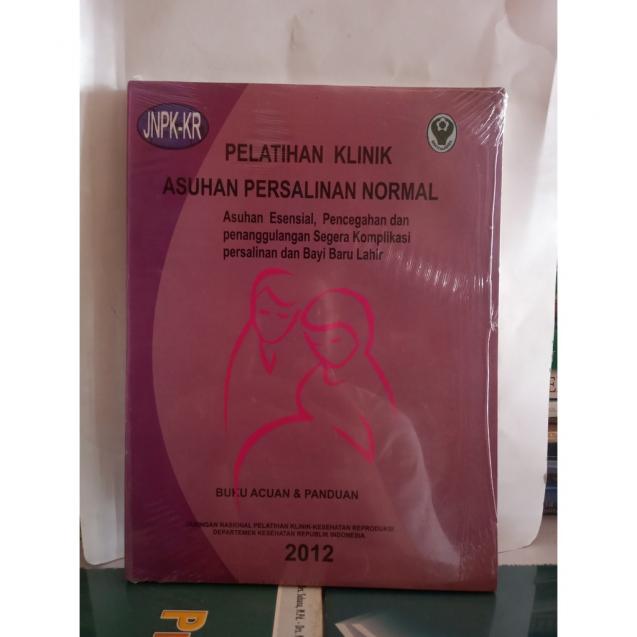 JNPK-KR
PELATIHAN KLINIK
ASUHAN PERSALINAN NORMAL
Asuhan Esensial, Pencegahan dan
penanggulangan Segera Komplikasi
persalinan dan Bayi Baru Lahir
BUKU ACUAN & PANDUAN
JARINGAN NASIONAL PELATIHAN KLINIK-KESEHATAN REPRODUKSI
DEPARTEMEN KESEHATAN REPUBLIK INDONESIA
2012